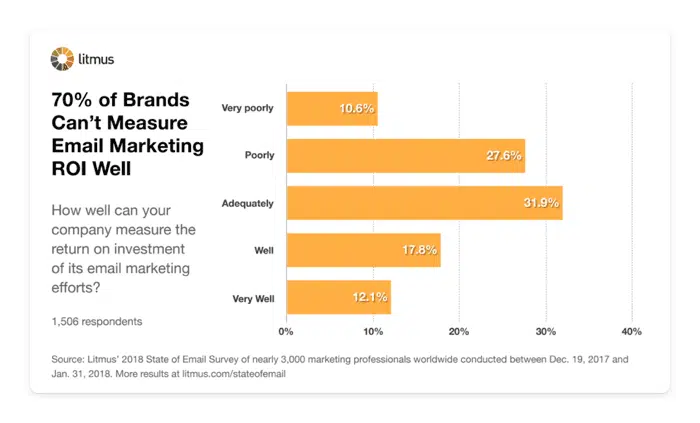 litmus
70% of Brands
Can't Measure
Email Marketing
ROI Well
How well can your
company measure the
return on investment
of its email marketing
efforts?
1,506 respondents
Very poorly 10.6%
Poorly 27.6%
Adequately 31.9%
Well 17.8%
Very Well 12.1%
0% 10% 20% 30% 40%
Source: Litmus' 2018 State of Email Survey of nearly 3,000 marketing professionals worldwide conducted between Dec. 19, 2017 and
Jan. 31, 2018. More results at litmus.com/stateofemail